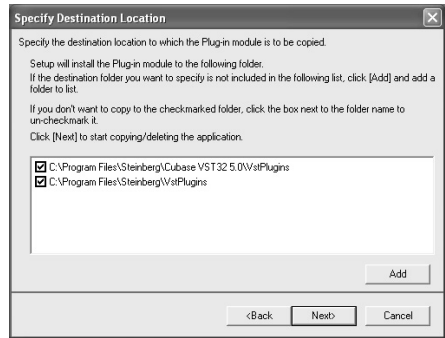 Specify Destination Location
Specify the destination location to which the Plug-in module is to be copied.
Setup will install the Plug-in module to the following folder.
If the destination folder you want to specify is not included in the following list, click [Add] and add a
folder to list.
If you don't want to copy to the checkmarked folder, click the box next to the folder name to
un-checkmark it.
Click [Next] to start copying/deleting the application.
C:\Program Files\Steinberg\Cubase VST32 5.0\VstPlugins
C:\Program Files\Steinberg\VstPlugins
Add
<Back Next> Cancel